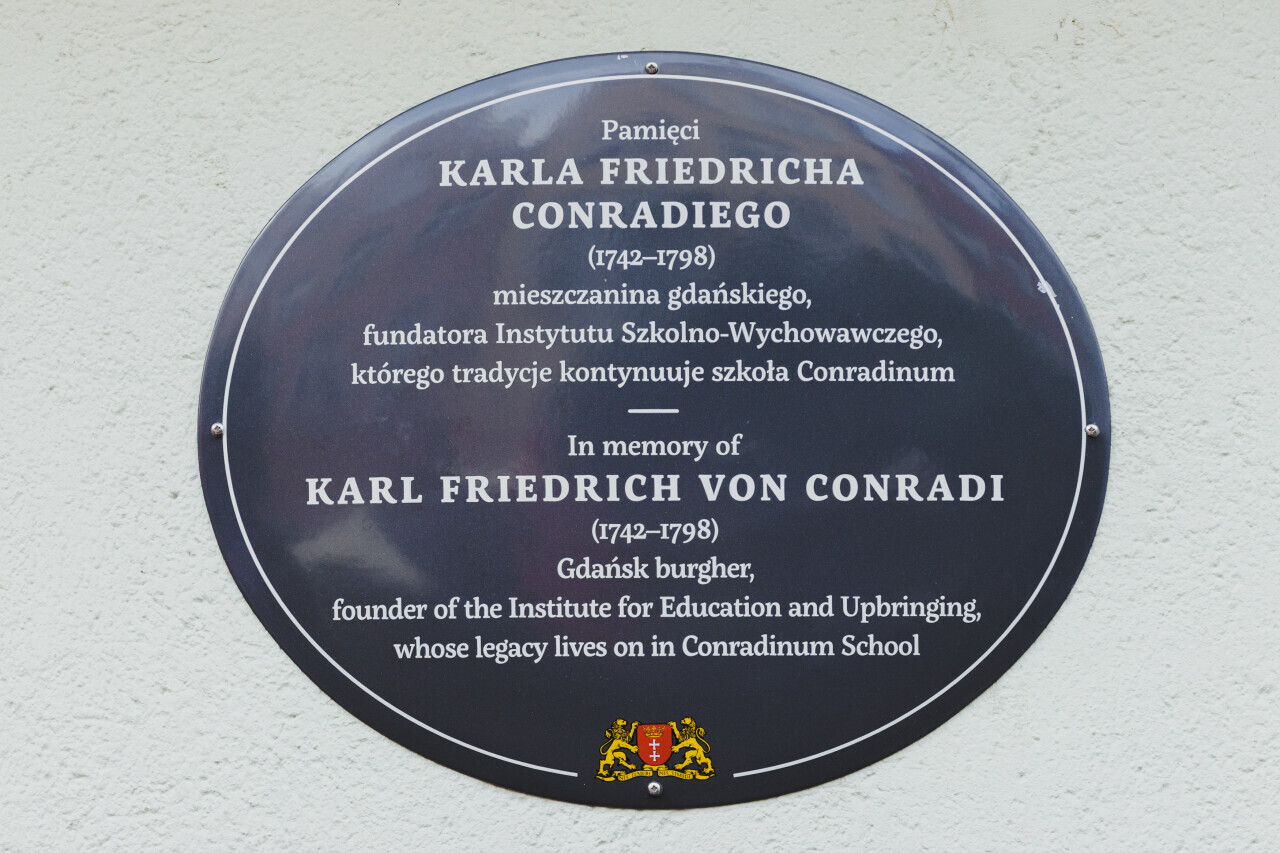 Pamięci
KARLA FRIEDRICHA
CONRADIEGO
(1742–1798)
mieszczanina gdańskiego,
fundatora Instytutu Szkolno-Wychowawczego,
którego tradycje kontynuuje szkoła Conradinum
In memory of
KARL FRIEDRICH VON CONRADI
(1742–1798)
Gdańsk burgher,
founder of the Institute for Education and Upbringing,
whose legacy lives on in Conradinum School